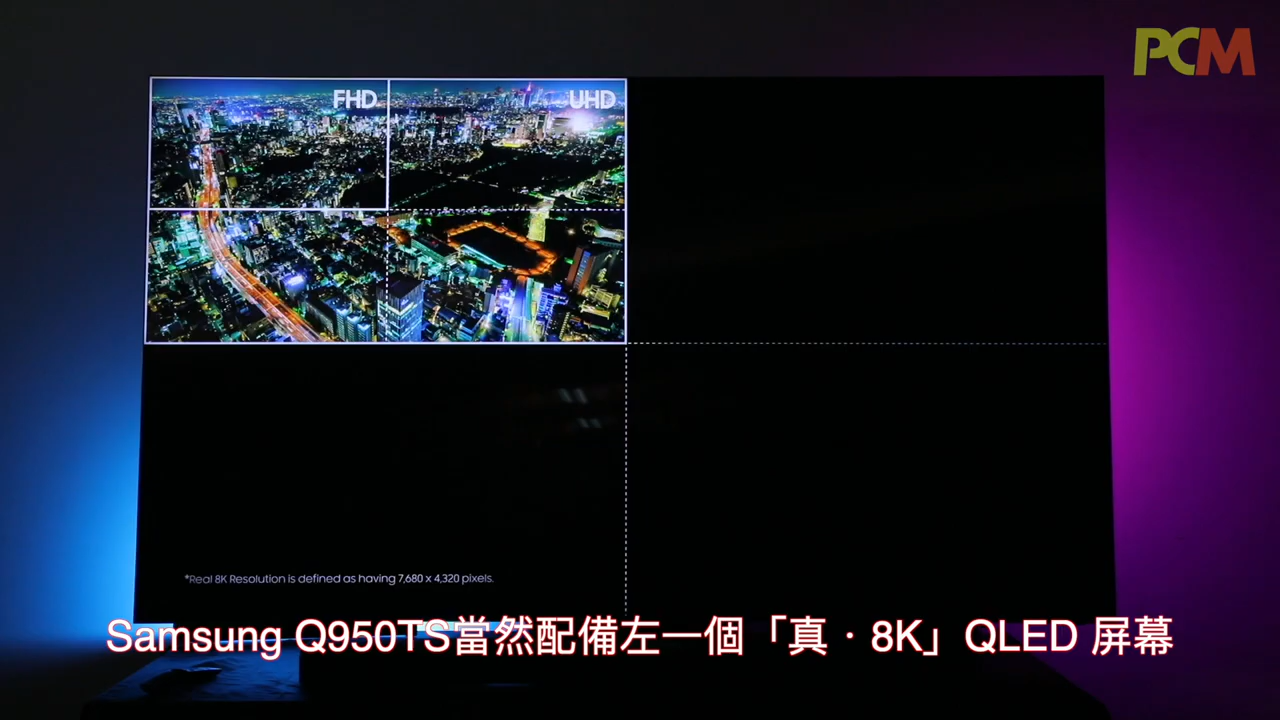 PCM
FHD
UHD
*Real 8K Resolution is defined as having 7,680 x 4,320 pixels.
Samsung Q950TS當然配備左一個「真·8K」QLED 屏幕